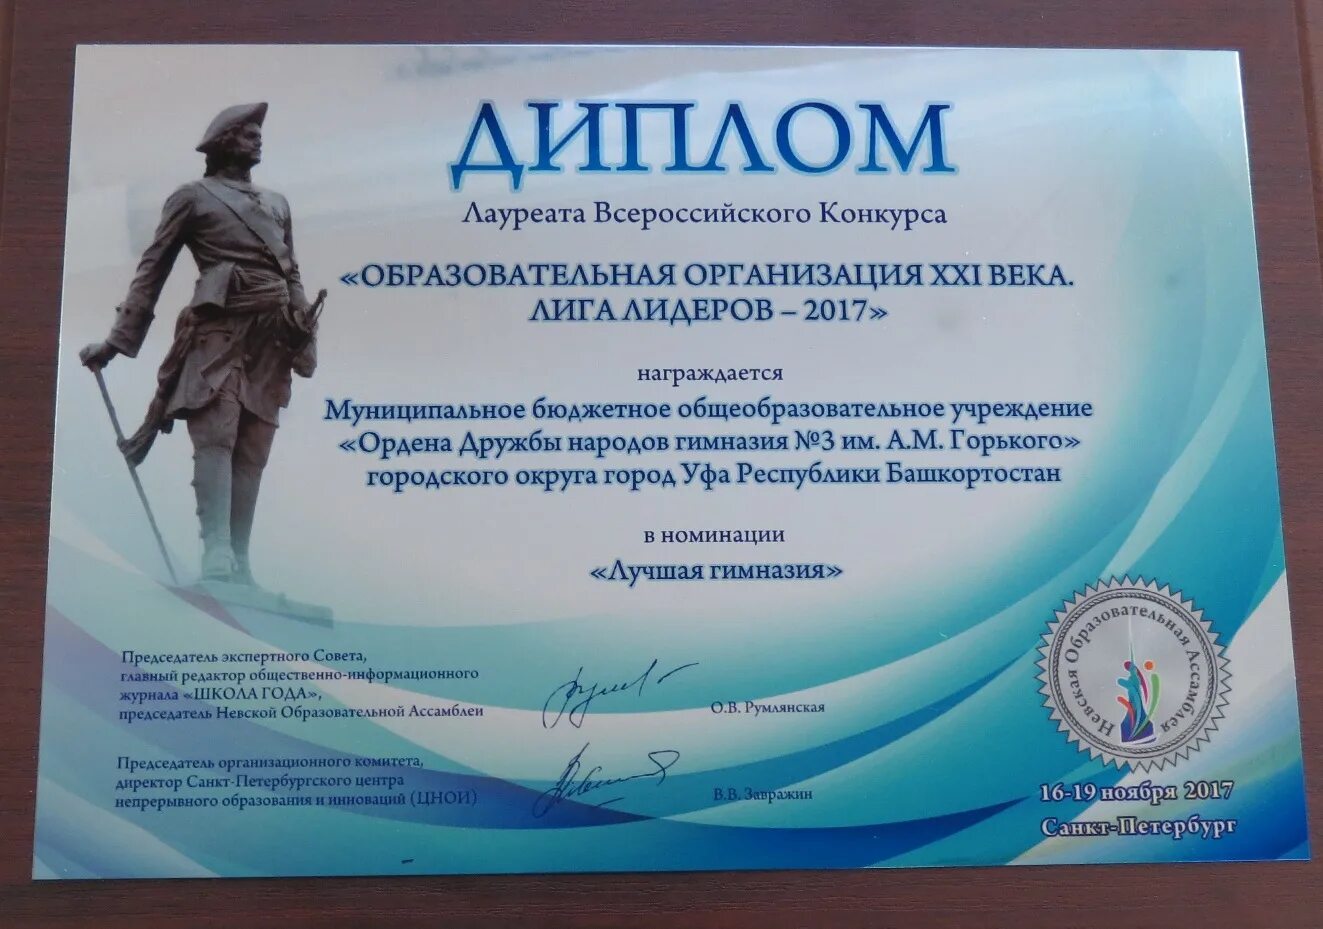 ДИПЛОМ
Лауреата Всероссийского Конкурса
«ОБРАЗОВАТЕЛЬНАЯ ОРГАНИЗАЦИЯ XXI ВЕКА.
ЛИГА ЛИДЕРОВ – 2017»
награждается
Муниципальное бюджетное общеобразовательное учреждение
«Ордена Дружбы народов гимназия №3 им. А.М. Горького»
городского округа город Уфа Республики Башкортостан
в номинации
«Лучшая гимназия»
Председатель экспертного Совета,
главный редактор общественно-информационного
журнала «ШКОЛА ГОДА»,
председатель Невской Образовательной Ассамблеи
О.В. Румлянская
Председатель организационного комитета,
директор Санкт-Петербургского центра
непрерывного образования и инноваций (ЦНОИ)
В.В. Завражин
Невская Образовательная Ассамблея
16-19 ноября 2017
Санкт-Петербург